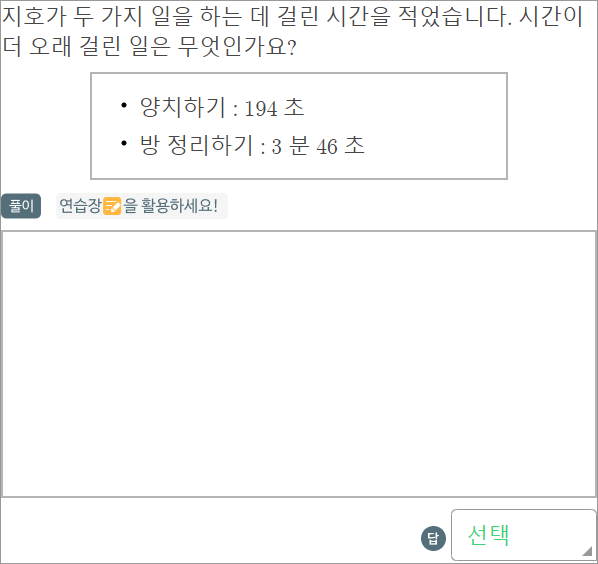 지호가 두 가지 일을 하는 데 걸린 시간을 적었습니다. 시간이
더 오래 걸린 일은 무엇인가요?
• 양치하기 : 194 초
• 방 정리하기 : 3 분 46 초
풀이 연습장📝을 활용하세요!
답 선택